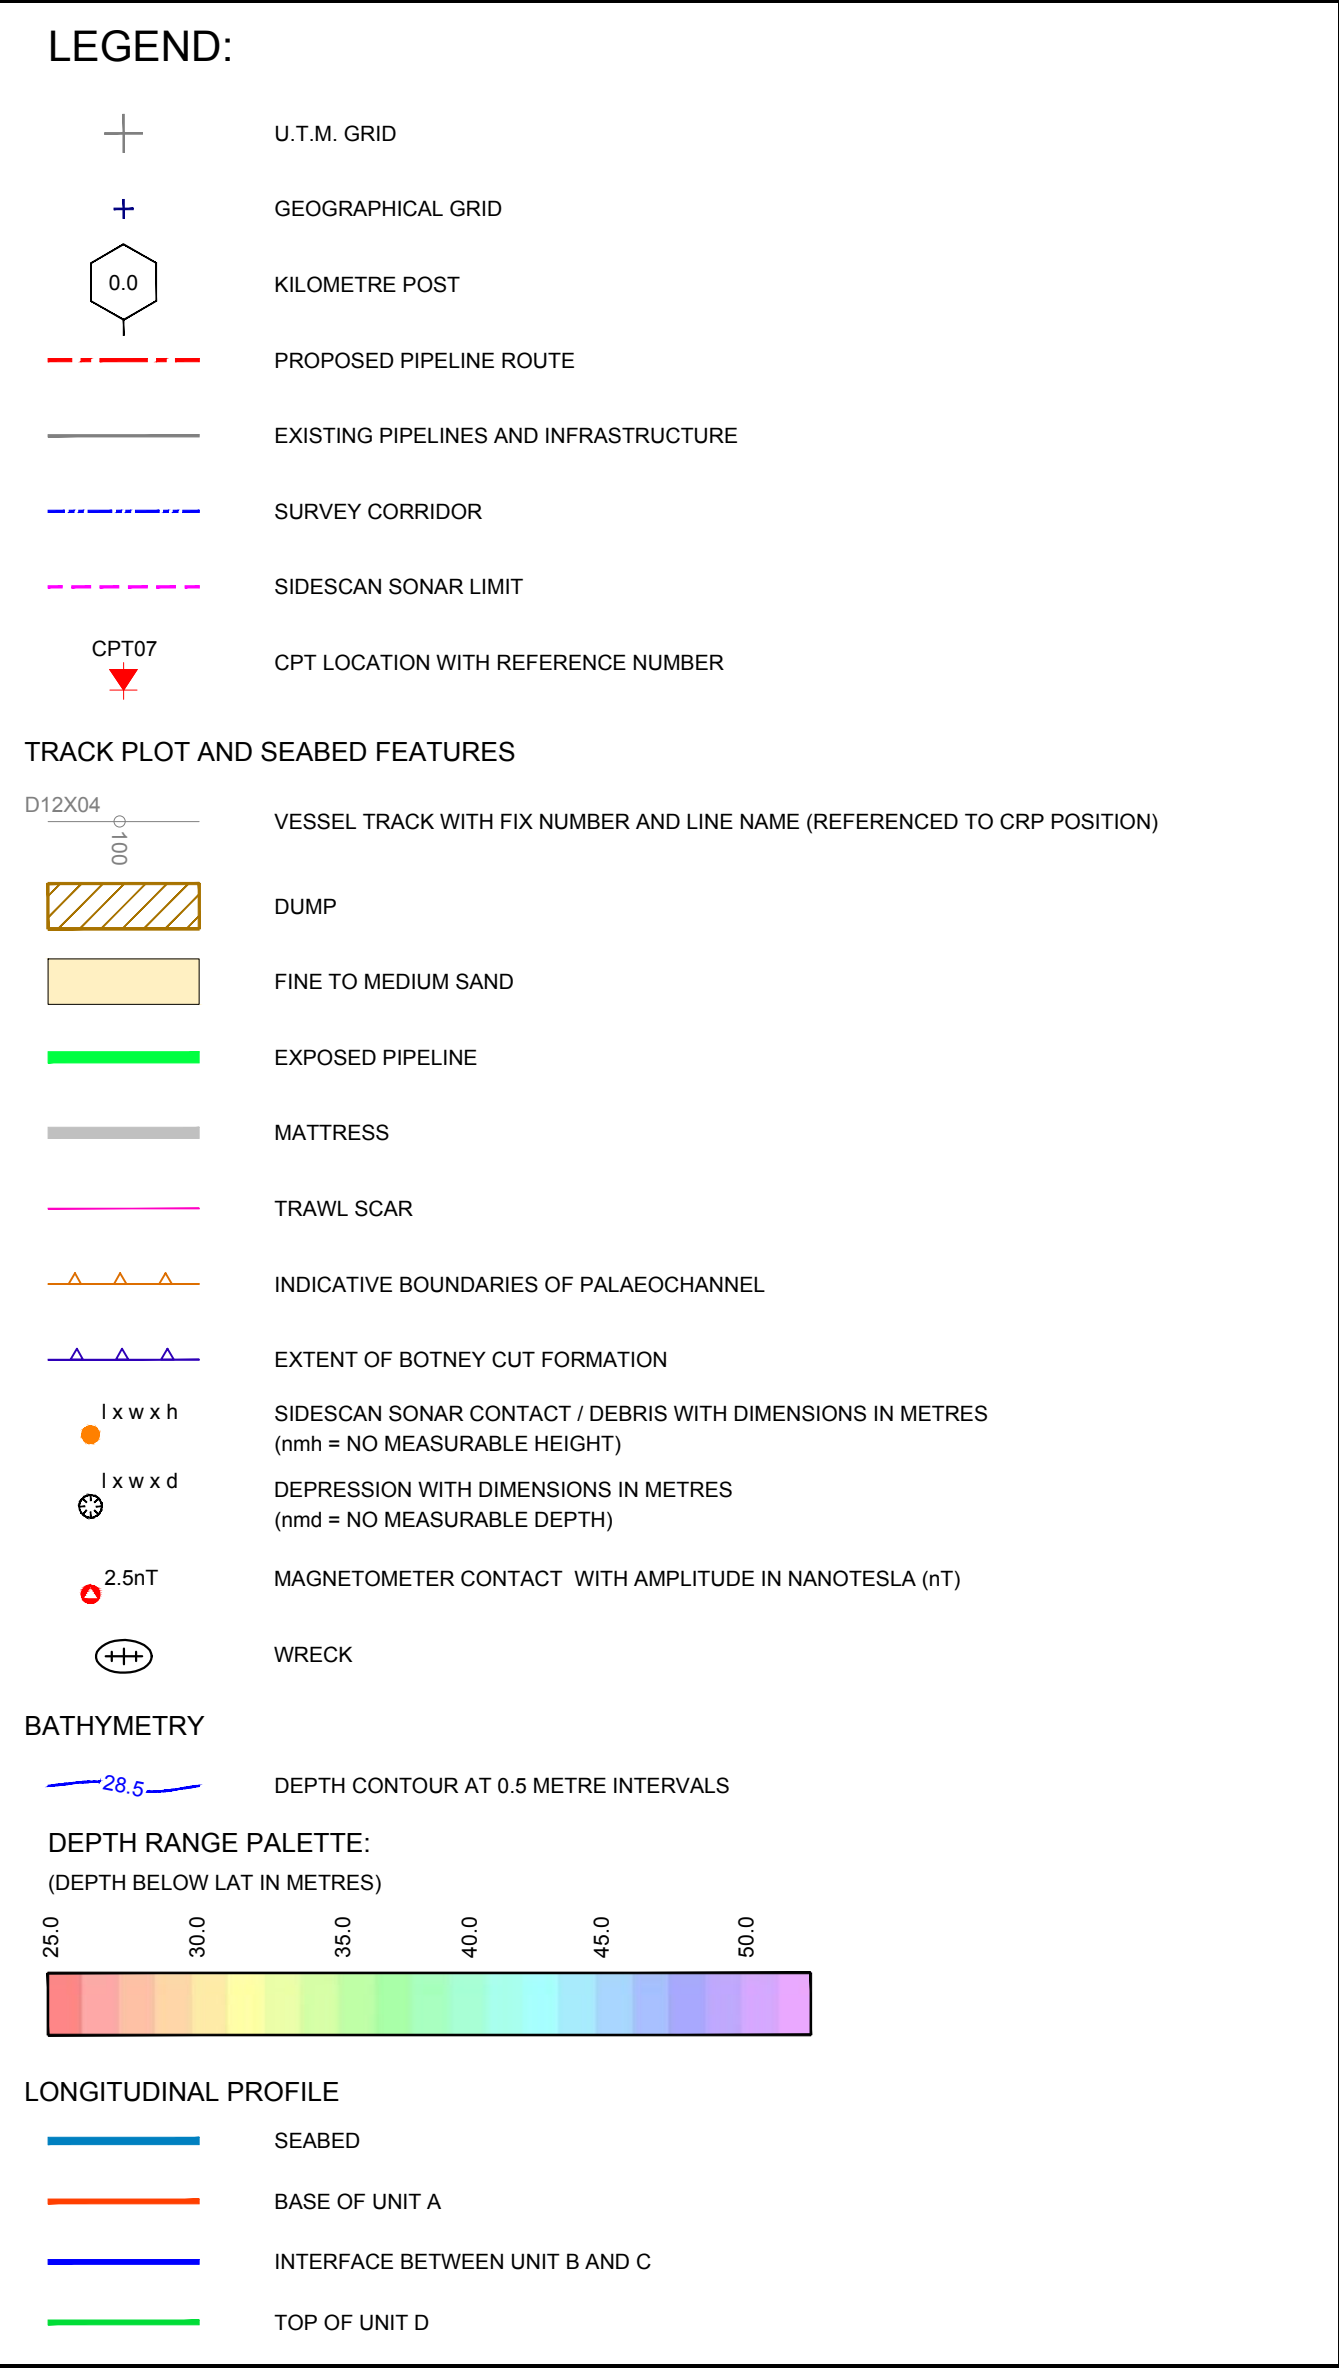 LEGEND:
U.T.M. GRID
GEOGRAPHICAL GRID
0.0
KILOMETRE POST
PROPOSED PIPELINE ROUTE
EXISTING PIPELINES AND INFRASTRUCTURE
SURVEY CORRIDOR
SIDESCAN SONAR LIMIT
CPT07
CPT LOCATION WITH REFERENCE NUMBER
TRACK PLOT AND SEABED FEATURES
D12X04
100
VESSEL TRACK WITH FIX NUMBER AND LINE NAME (REFERENCED TO CRP POSITION)
DUMP
FINE TO MEDIUM SAND
EXPOSED PIPELINE
MATTRESS
TRAWL SCAR
INDICATIVE BOUNDARIES OF PALAEOCHANNEL
EXTENT OF BOTNEY CUT FORMATION
l x w x h
SIDESCAN SONAR CONTACT / DEBRIS WITH DIMENSIONS IN METRES
(nmh = NO MEASURABLE HEIGHT)
l x w x d
DEPRESSION WITH DIMENSIONS IN METRES
(nmd = NO MEASURABLE DEPTH)
2.5nT
MAGNETOMETER CONTACT WITH AMPLITUDE IN NANOTESLA (nT)
WRECK
BATHYMETRY
28.5
DEPTH CONTOUR AT 0.5 METRE INTERVALS
DEPTH RANGE PALETTE:
(DEPTH BELOW LAT IN METRES)
25.0
30.0
35.0
40.0
45.0
50.0
LONGITUDINAL PROFILE
SEABED
BASE OF UNIT A
INTERFACE BETWEEN UNIT B AND C
TOP OF UNIT D